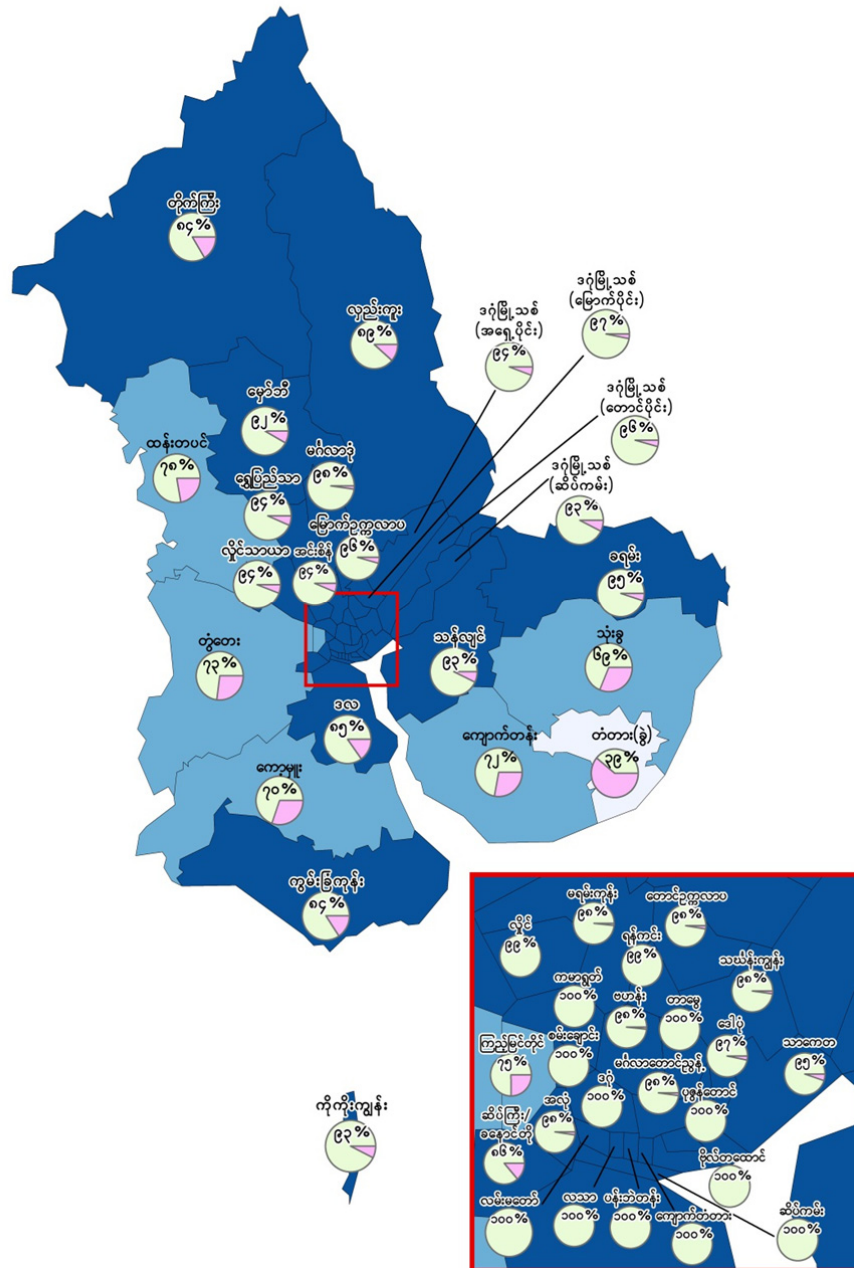 တိုက်ကြီး
၈၄%
လှည်းကူး
၈၉%
ဒဂုံမြို့သစ်
(အရှေ့ပိုင်း)
၉၄%
ဒဂုံမြို့သစ်
(မြောက်ပိုင်း)
၉၇%
ဒဂုံမြို့သစ်
(တောင်ပိုင်း)
၉၆%
ဒဂုံမြို့သစ်
(ဆိပ်ကမ်း)
၉၃%
မှော်ဘီ
၉၂%
ထန်းတပင်
၇၈%
မင်္ဂလာဒုံ
၉၈%
ရွှေပြည်သာ
၉၄%
မြောက်ဥက္ကလာပ
၉၆%
လှိုင်သာယာ
၉၄%
အင်းစိန်
၉၄%
ခရမ်း
၉၅%
တွံတေး
၇၃%
သန်လျင်
၉၃%
သုံးခွ
၆၉%
ဒလ
၈၅%
ကျောက်တန်း
၇၂%
တံတား(ခွဲ)
၃၉%
ကော့မှူး
၇၀%
ကွမ်းခြံကုန်း
၈၄%
ကိုကိုးကျွန်း
၉၃%
မရမ်းကုန်း
၉၈%
တောင်ဥက္ကလာပ
၉၈%
လှိုင်
၉၉%
ရန်ကင်း
၉၉%
သင်္ဃန်းကျွန်း
၉၈%
ကမာရွတ်
၁၀၀%
ဗဟန်း
၉၈%
တာမွေ
၁၀၀%
ဒေါပုံ
၉၇%
သာကေတ
၉၅%
ကြည့်မြင်တိုင်
၇၅%
စမ်းချောင်း
၁၀၀%
ဒဂုံ
၁၀၀%
မင်္ဂလာတောင်ညွန့်
၉၈%
ပုဇွန်တောင်
၁၀၀%
အလုံ
၉၈%
ဆိပ်ကြီး/
ခနောင်တို
၈၆%
ဗိုလ်တထောင်
၁၀၀%
လမ်းမတော်
၁၀၀%
လသာ
၁၀၀%
ပန်းဘဲတန်း
၁၀၀%
ကျောက်တံတား
၁၀၀%
ဆိပ်ကမ်း
၁၀၀%